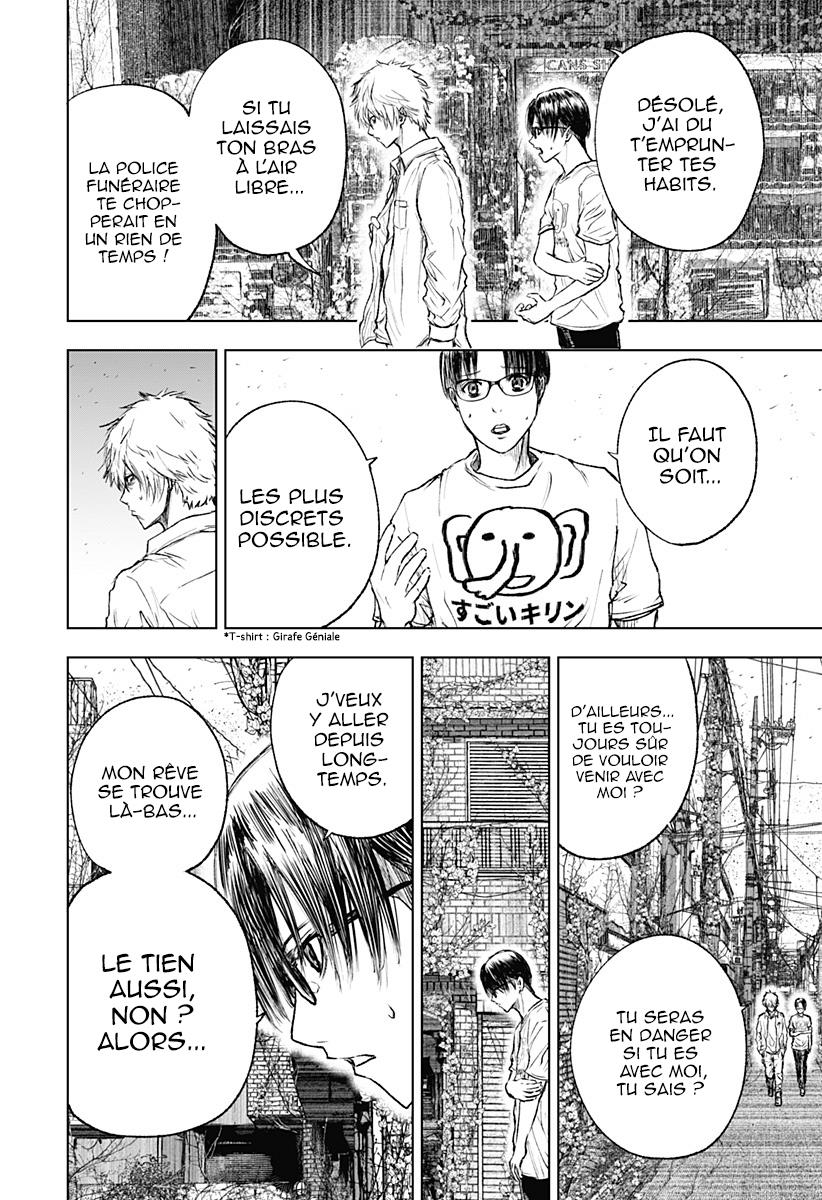 CANS
DÉSOLÉ,
J'AI DU
T'EMPRUN-
TER TES
HABITS.
SI TU
LAISSAIS
TON BRAS
À L'AIR
LIBRE...
LA POLICE
FUNÉRAIRE
TE CHOP-
PERAIT EN
UN RIEN DE
TEMPS !
IL FAUT
QU'ON
SOIT...
LES PLUS
DISCRETS
POSSIBLE.
すごいキリン
*T-shirt : Girafe Géniale
D'AILLEURS...
TU ES TOU-
JOURS SÛR
DE VOULOIR
VENIR AVEC
MOI ?
TU SERAS
EN DANGER
SI TU ES
AVEC MOI,
TU SAIS ?
J'VEUX
Y ALLER
DEPUIS
LONG-
TEMPS.
MON RÊVE
SE TROUVE
LÀ-BAS...
LE TIEN
AUSSI,
NON ?
ALORS...